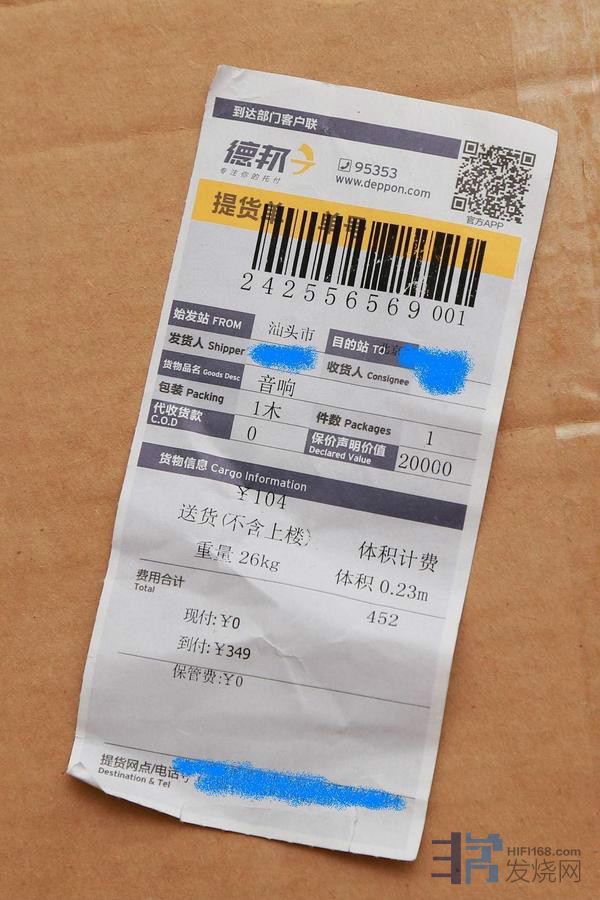 到达部门客户联
德邦
专注你的托付
95353
www.deppon.com
官方APP
提货单 单号
242556569001
始发站 FROM 汕头市 目的站 TO
发货人 Shipper 收货人 Consignee
货物品名 Goods Desc 音响
包装 Packing 1木 件数 Packages 1
代收货款 C.O.D 0 保价声明价值 Declared Value 20000
货物信息 Cargo Information
¥104
送货(不含上楼) 体积计费
重量 26kg 体积 0.23m
费用合计 Total 452
现付:¥0
到付:¥349
保管费:¥0
提货网点/电话
Destination & Tel
HIFI168.com
发烧网